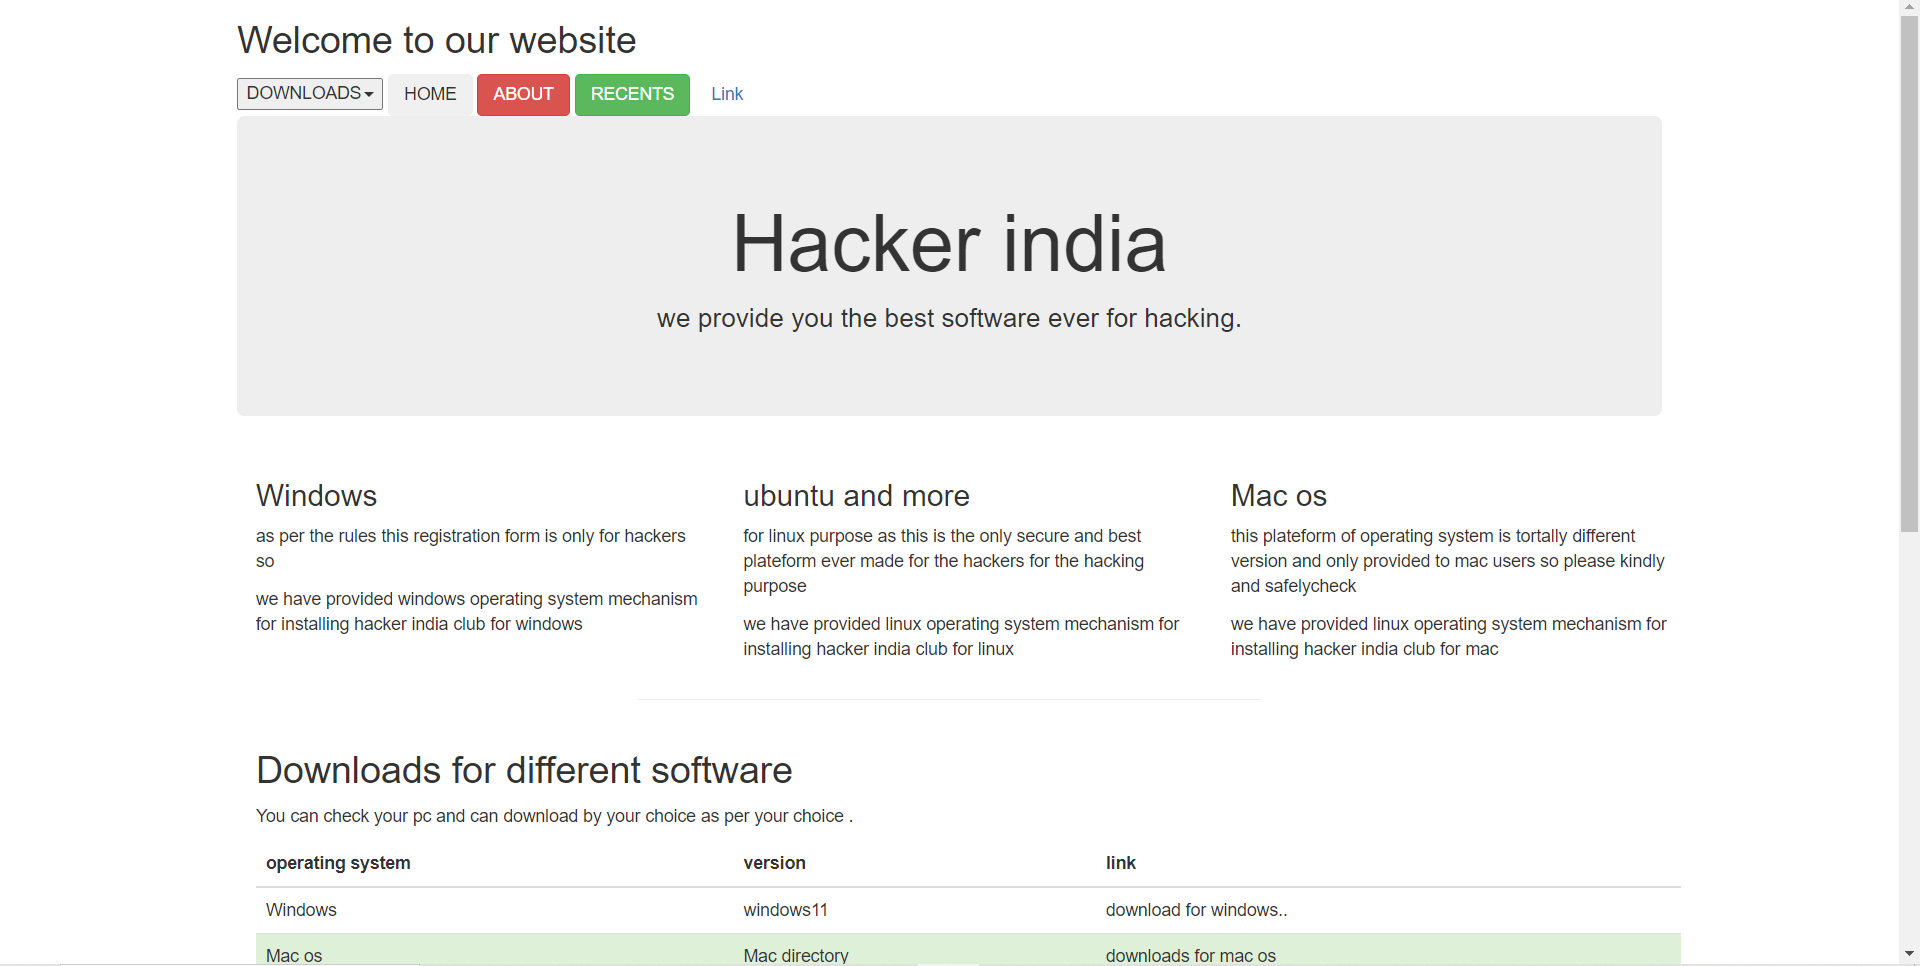 Welcome to our website
DOWNLOADS HOME ABOUT RECENTS Link
Hacker india
we provide you the best software ever for hacking.
Windows
as per the rules this registration form is only for hackers
so
we have provided windows operating system mechanism
for installing hacker india club for windows
ubuntu and more
for linux purpose as this is the only secure and best
plateform ever made for the hackers for the hacking
purpose
we have provided linux operating system mechanism for
installing hacker india club for linux
Mac os
this plateform of operating system is tortally different
version and only provided to mac users so please kindly
and safelycheck
we have provided linux operating system mechanism for
installing hacker india club for mac
Downloads for different software
You can check your pc and can download by your choice as per your choice .
operating system version link
Windows windows11 download for windows..
Mac os Mac directory downloads for mac os